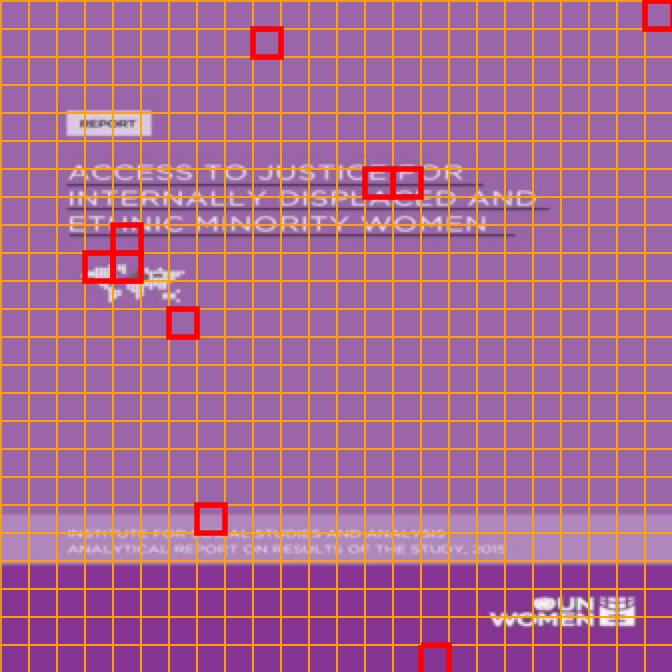 REPORT
ACCESS TO JUSTICE FOR
INTERNALLY DISPLACED AND
ETHNIC MINORITY WOMEN
INSTITUTE FOR SOCIAL STUDIES AND ANALYSIS
ANALYTICAL REPORT ON RESULTS OF THE STUDY, 2015
UN
WOMEN